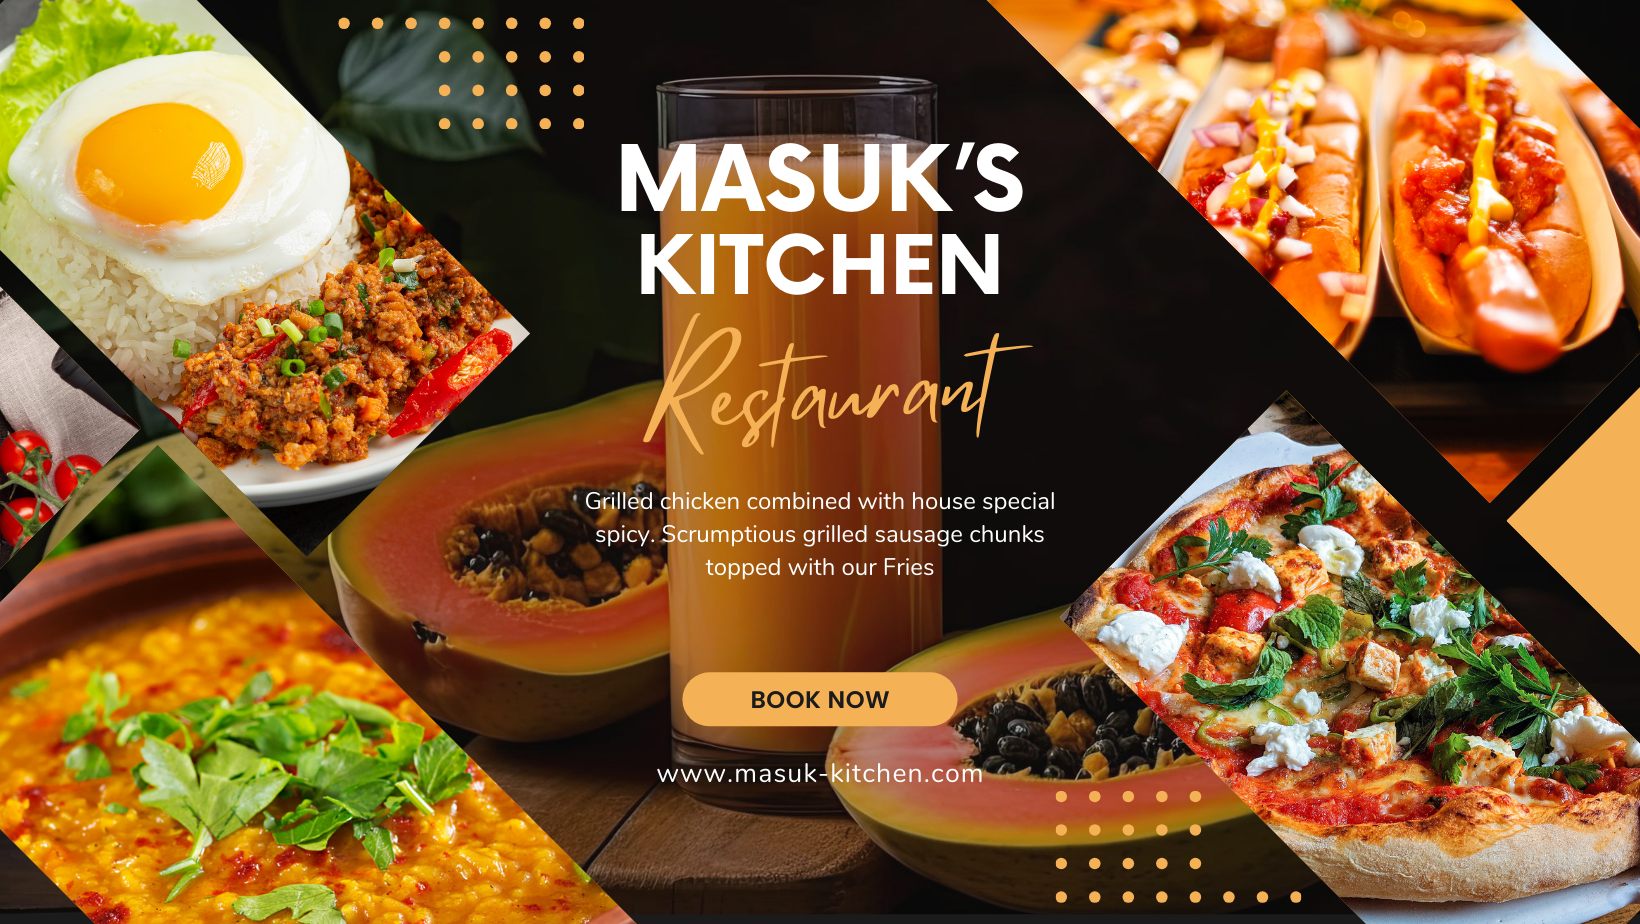 MASUK’S
KITCHEN
Restaurant
Grilled chicken combined with house special
spicy. Scrumptious grilled sausage chunks
topped with our Fries
BOOK NOW
www.masuk-kitchen.com